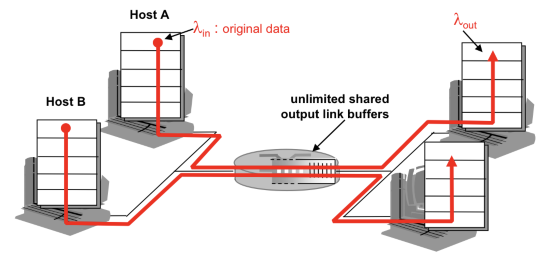 Host A
λin : original data
λout
Host B
unlimited shared
output link buffers